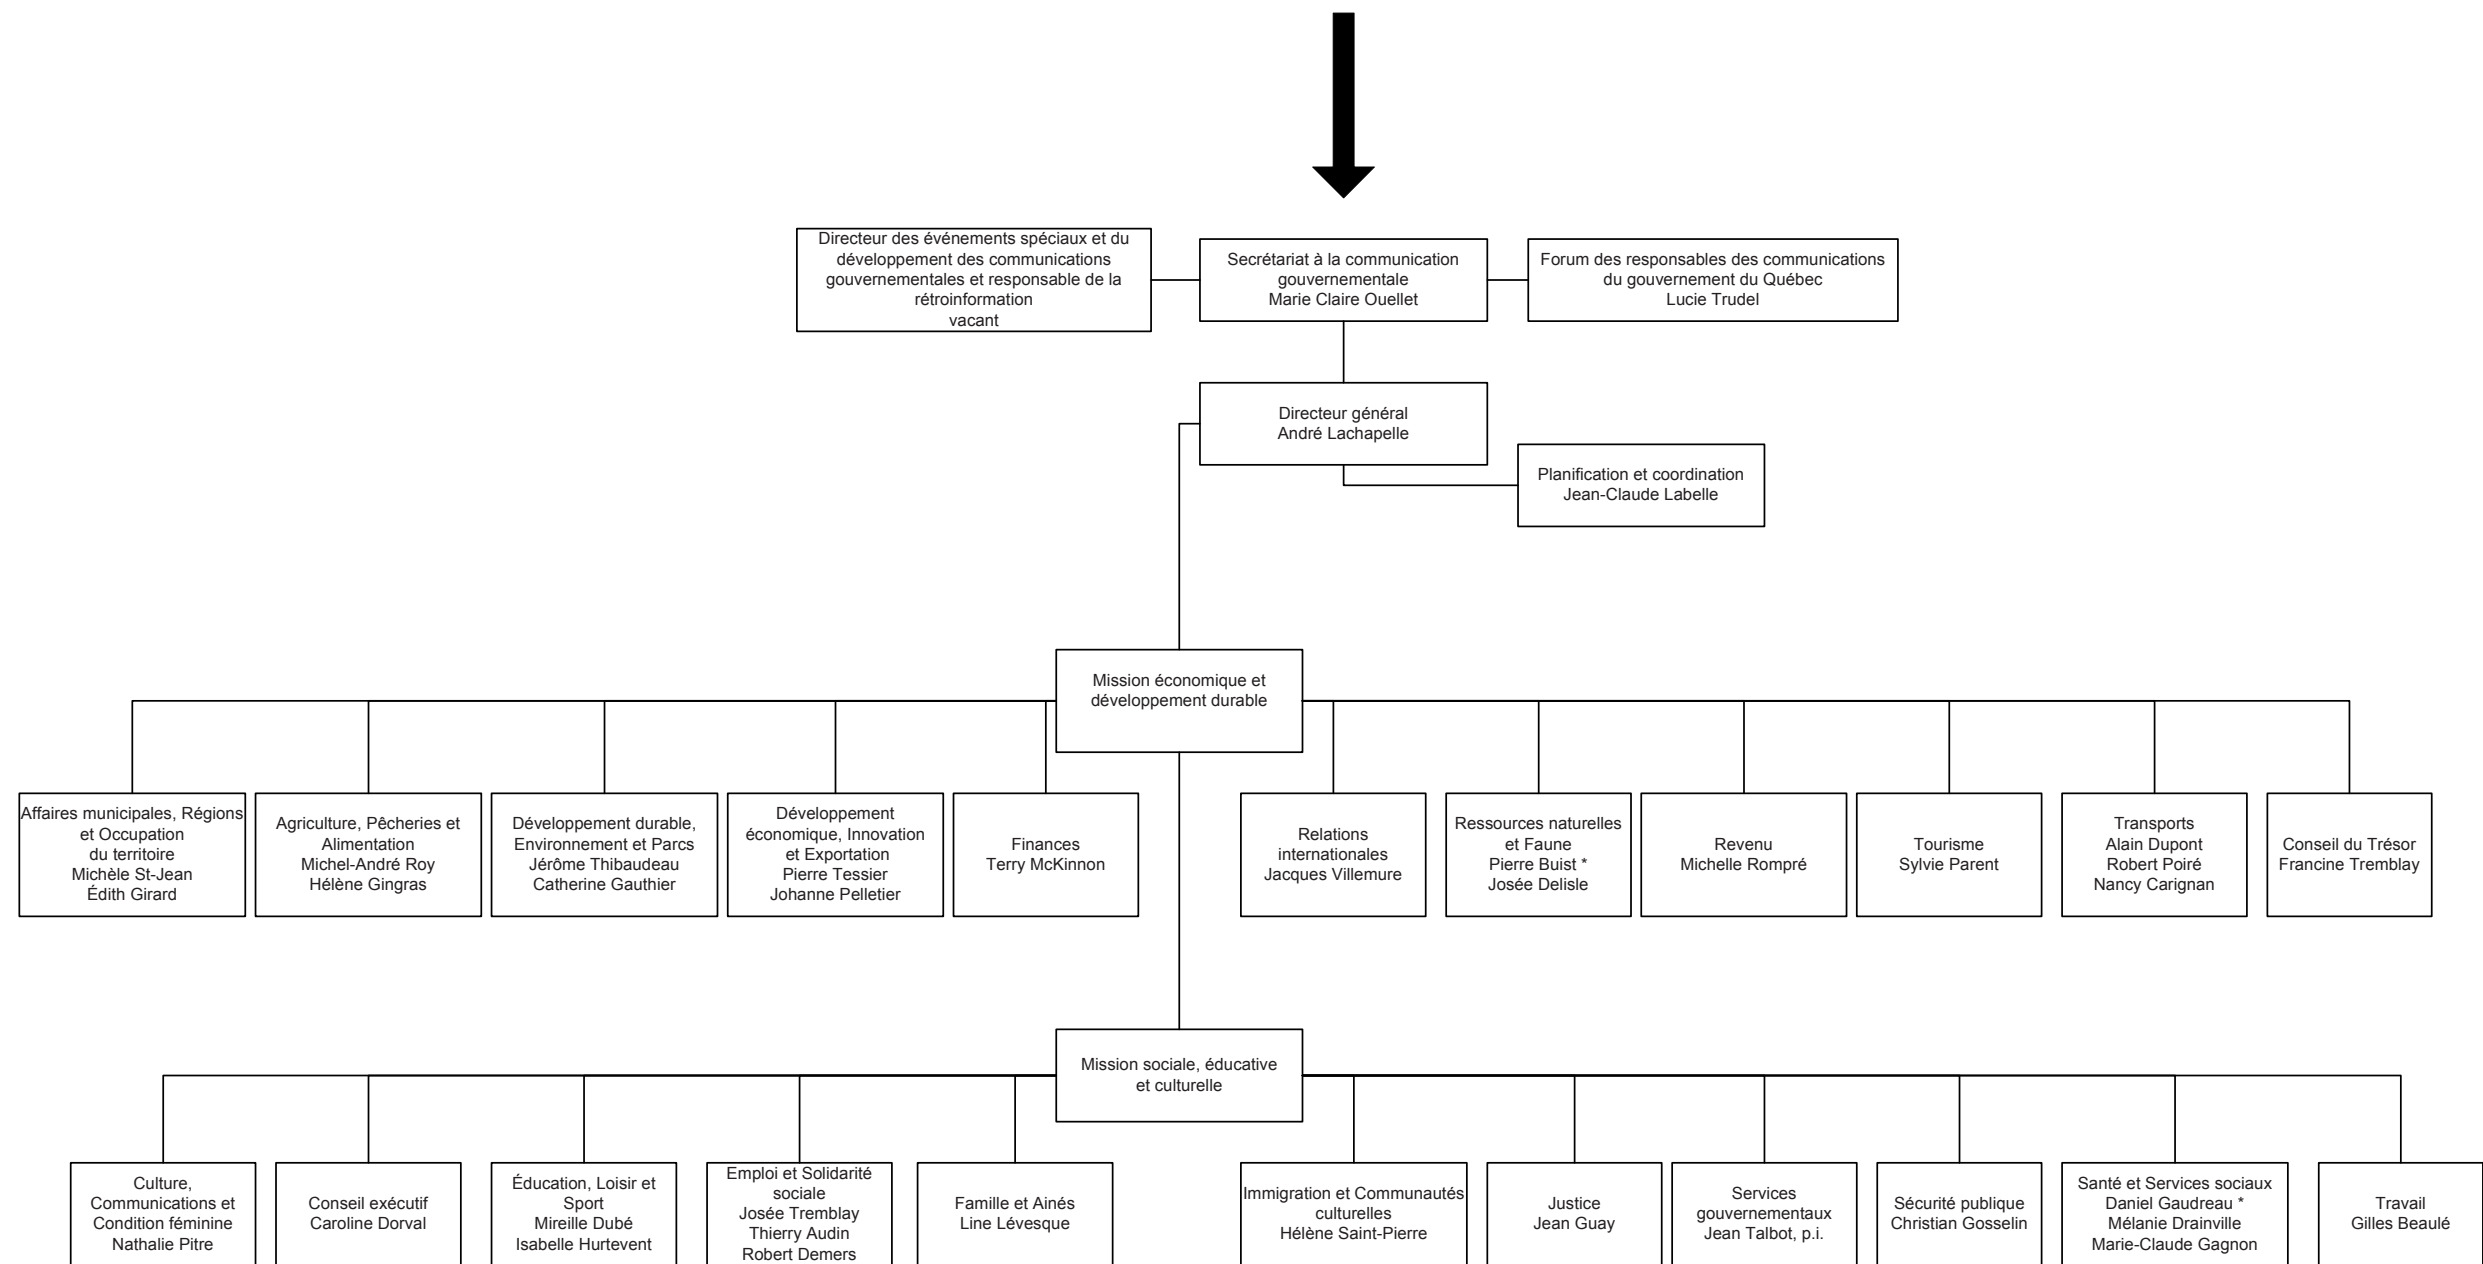 Directeur des événements spéciaux et du
développement des communications
gouvernementales et responsable de la
rétroinformation
vacant
Secrétariat à la communication
gouvernementale
Marie Claire Ouellet
Forum des responsables des communications
du gouvernement du Québec
Lucie Trudel
Directeur général
André Lachapelle
Planification et coordination
Jean-Claude Labelle
Mission économique et
développement durable
Affaires municipales, Régions
et Occupation
du territoire
Michèle St-Jean
Édith Girard
Agriculture, Pêcheries et
Alimentation
Michel-André Roy
Hélène Gingras
Développement durable,
Environnement et Parcs
Jérôme Thibaudeau
Catherine Gauthier
Développement
économique, Innovation
et Exportation
Pierre Tessier
Johanne Pelletier
Finances
Terry McKinnon
Relations
internationales
Jacques Villemure
Ressources naturelles
et Faune
Pierre Buist *
Josée Delisle
Revenu
Michelle Rompré
Tourisme
Sylvie Parent
Transports
Alain Dupont
Robert Poiré
Nancy Carignan
Conseil du Trésor
Francine Tremblay
Mission sociale, éducative
et culturelle
Culture,
Communications et
Condition féminine
Nathalie Pitre
Conseil exécutif
Caroline Dorval
Éducation, Loisir et
Sport
Mireille Dubé
Isabelle Hurtevent
Emploi et Solidarité
sociale
Josée Tremblay
Thierry Audin
Robert Demers
Famille et Ainés
Line Lévesque
Immigration et Communautés
culturelles
Hélène Saint-Pierre
Justice
Jean Guay
Services
gouvernementaux
Jean Talbot, p.i.
Sécurité publique
Christian Gosselin
Santé et Services sociaux
Daniel Gaudreau *
Mélanie Drainville
Marie-Claude Gagnon
Travail
Gilles Beaulé